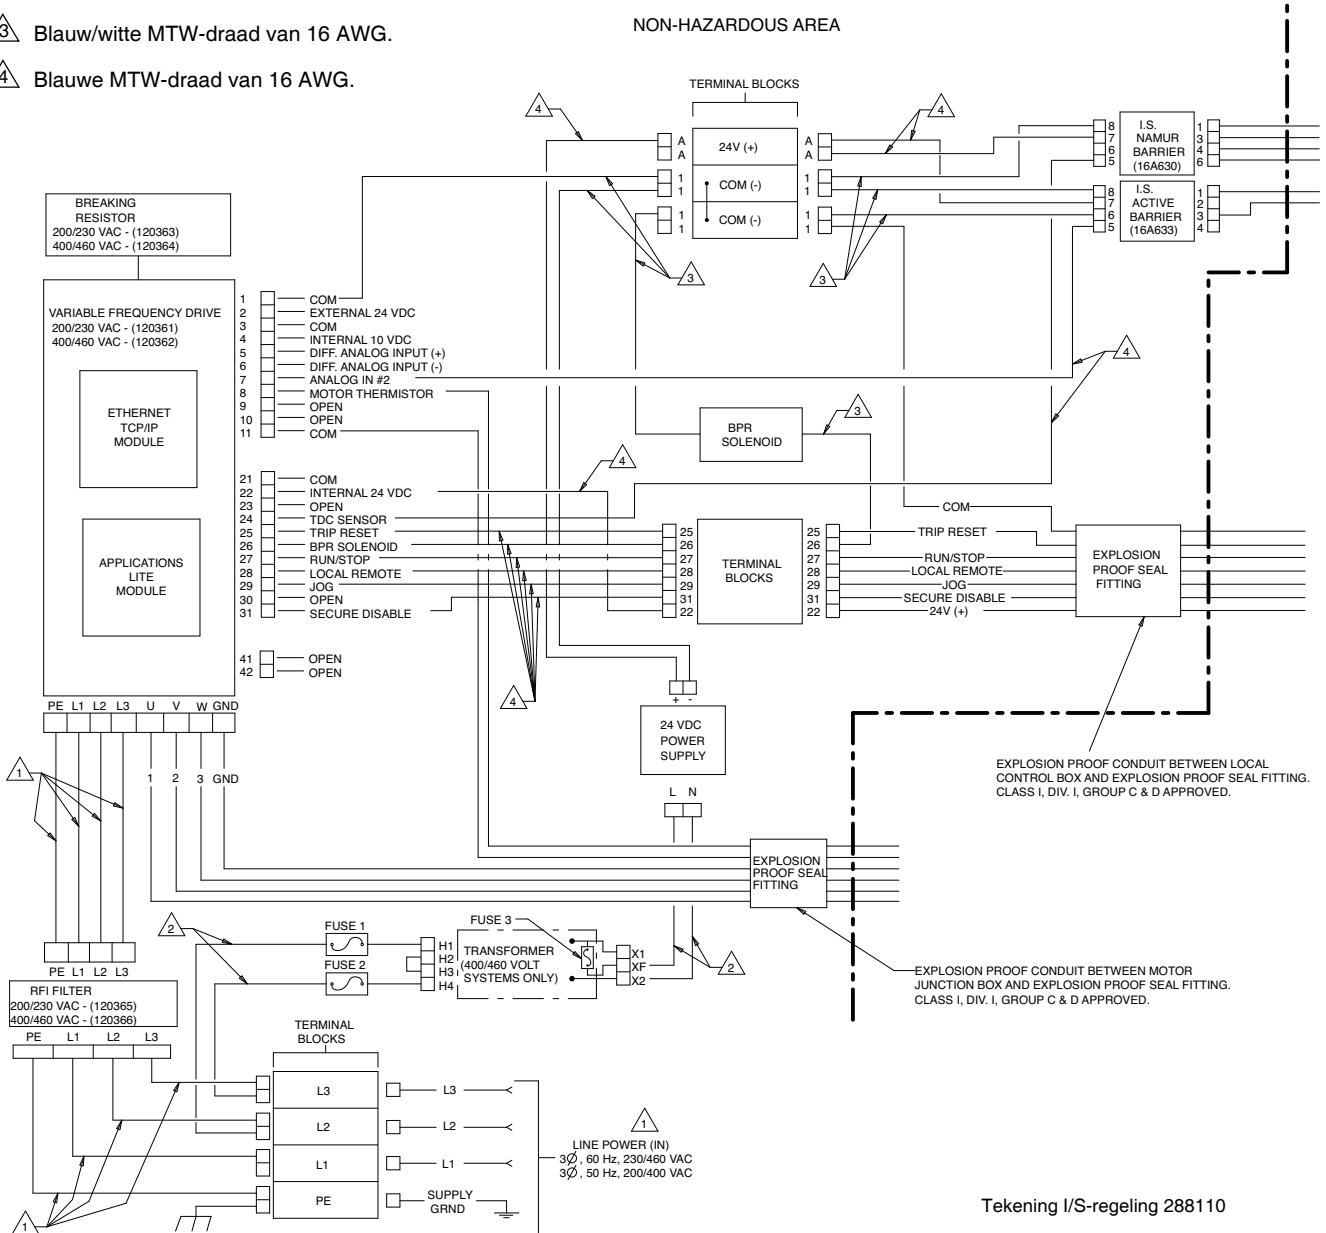 3 Blauw/witte MTW-draad van 16 AWG.
4 Blauwe MTW-draad van 16 AWG.
NON-HAZARDOUS AREA
TERMINAL BLOCKS
4
4
A
A
24V (+)
A
A
1
1
COM (-)
1
1
1
1
COM (-)
1
1
3
3
8
7
6
5
I.S.
NAMUR
BARRIER
(16A630)
1
3
4
6
8
7
6
5
I.S.
ACTIVE
BARRIER
(16A633)
1
2
3
4
BREAKING
RESISTOR
200/230 VAC - (120363)
400/460 VAC - (120364)
VARIABLE FREQUENCY DRIVE
200/230 VAC - (120361)
400/460 VAC - (120362)
ETHERNET
TCP/IP
MODULE
APPLICATIONS
LITE
MODULE
1 COM
2 EXTERNAL 24 VDC
3 COM
4 INTERNAL 10 VDC
5 DIFF. ANALOG INPUT (+)
6 DIFF. ANALOG INPUT (-)
7 ANALOG IN #2
8 MOTOR THERMISTOR
9 OPEN
10 OPEN
11 COM
21 COM
22 INTERNAL 24 VDC
23 OPEN
24 TDC SENSOR
25 TRIP RESET
26 BPR SOLENOID
27 RUN/STOP
28 LOCAL REMOTE
29 JOG
30 OPEN
31 SECURE DISABLE
41 OPEN
42 OPEN
4
BPR
SOLENOID
3
4
4
25
26
27
28
29
31
22
TERMINAL
BLOCKS
25
26
27
28
29
31
22
COM
TRIP RESET
RUN/STOP
LOCAL REMOTE
JOG
SECURE DISABLE
24V (+)
EXPLOSION
PROOF SEAL
FITTING
+ -
24 VDC
POWER
SUPPLY
L N
EXPLOSION PROOF CONDUIT BETWEEN LOCAL
CONTROL BOX AND EXPLOSION PROOF SEAL FITTING.
CLASS I, DIV. I, GROUP C & D APPROVED.
PE L1 L2 L3 U V W GND
1
1 2 3 GND
EXPLOSION
PROOF SEAL
FITTING
EXPLOSION PROOF CONDUIT BETWEEN MOTOR
JUNCTION BOX AND EXPLOSION PROOF SEAL FITTING.
CLASS I, DIV. I, GROUP C & D APPROVED.
2
FUSE 1
FUSE 2
H1
H2
H3
H4
FUSE 3
TRANSFORMER
(400/460 VOLT
SYSTEMS ONLY)
X1
XF
X2
2
PE L1 L2 L3
RFI FILTER
200/230 VAC - (120365)
400/460 VAC - (120366)
PE L1 L2 L3
TERMINAL
BLOCKS
L3
L2
L1
PE
L3
L2
L1
SUPPLY
GRND
1
LINE POWER (IN)
3Ø, 60 Hz, 230/460 VAC
3Ø, 50 Hz, 200/400 VAC
1
Tekening I/S-regeling 288110